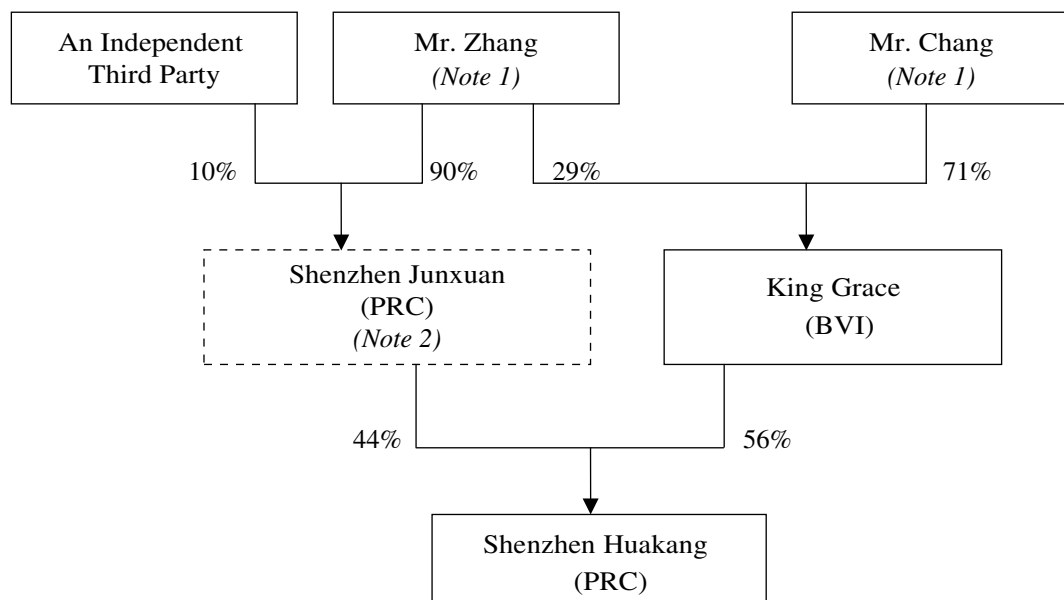 An Independent
Third Party
Mr. Zhang
(Note 1)
Mr. Chang
(Note 1)
10%
90%
29%
71%
Shenzhen Junxuan
(PRC)
(Note 2)
King Grace
(BVI)
44%
56%
Shenzhen Huakang
(PRC)